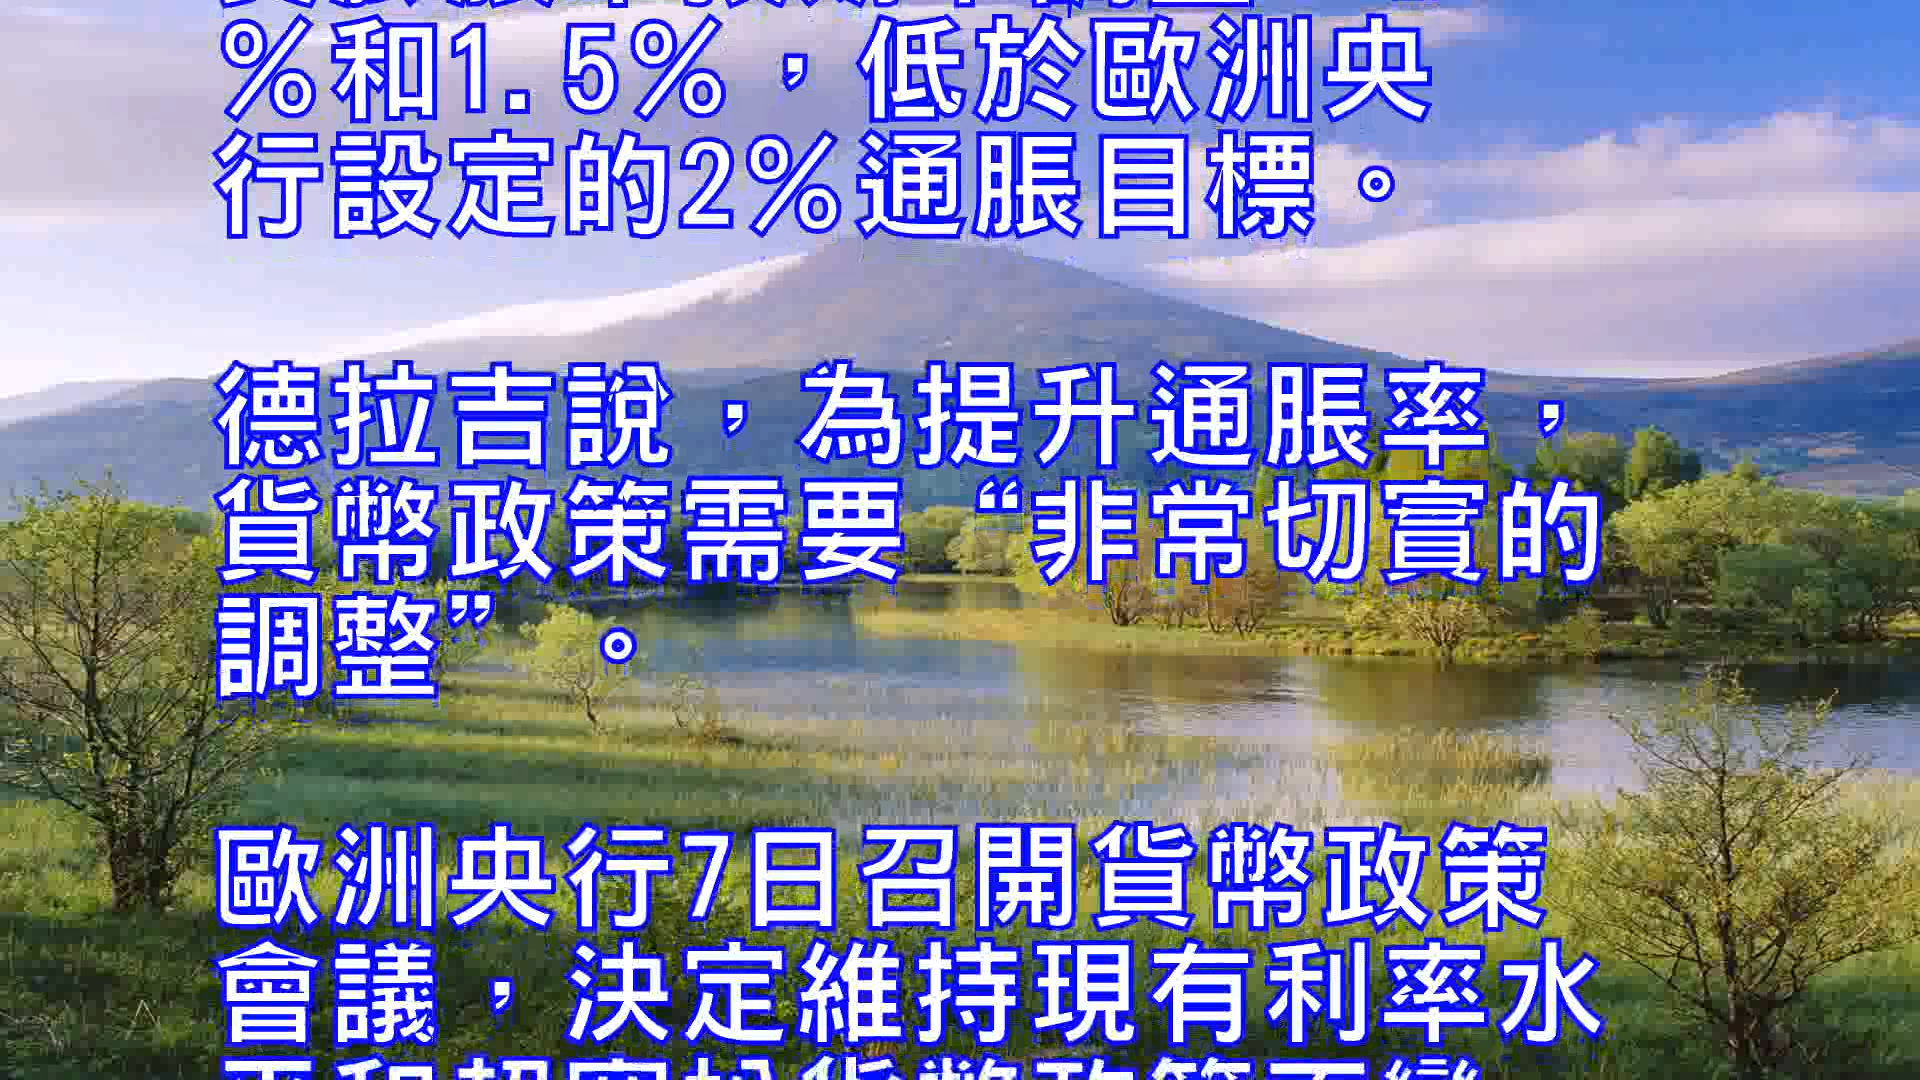 %和1.5%，低於歐洲央
行設定的2%通脹目標。
德拉吉說，為提升通脹率，
貨幣政策需要“非常切實的
調整”。
歐洲央行7日召開貨幣政策
會議，決定維持現有利率水